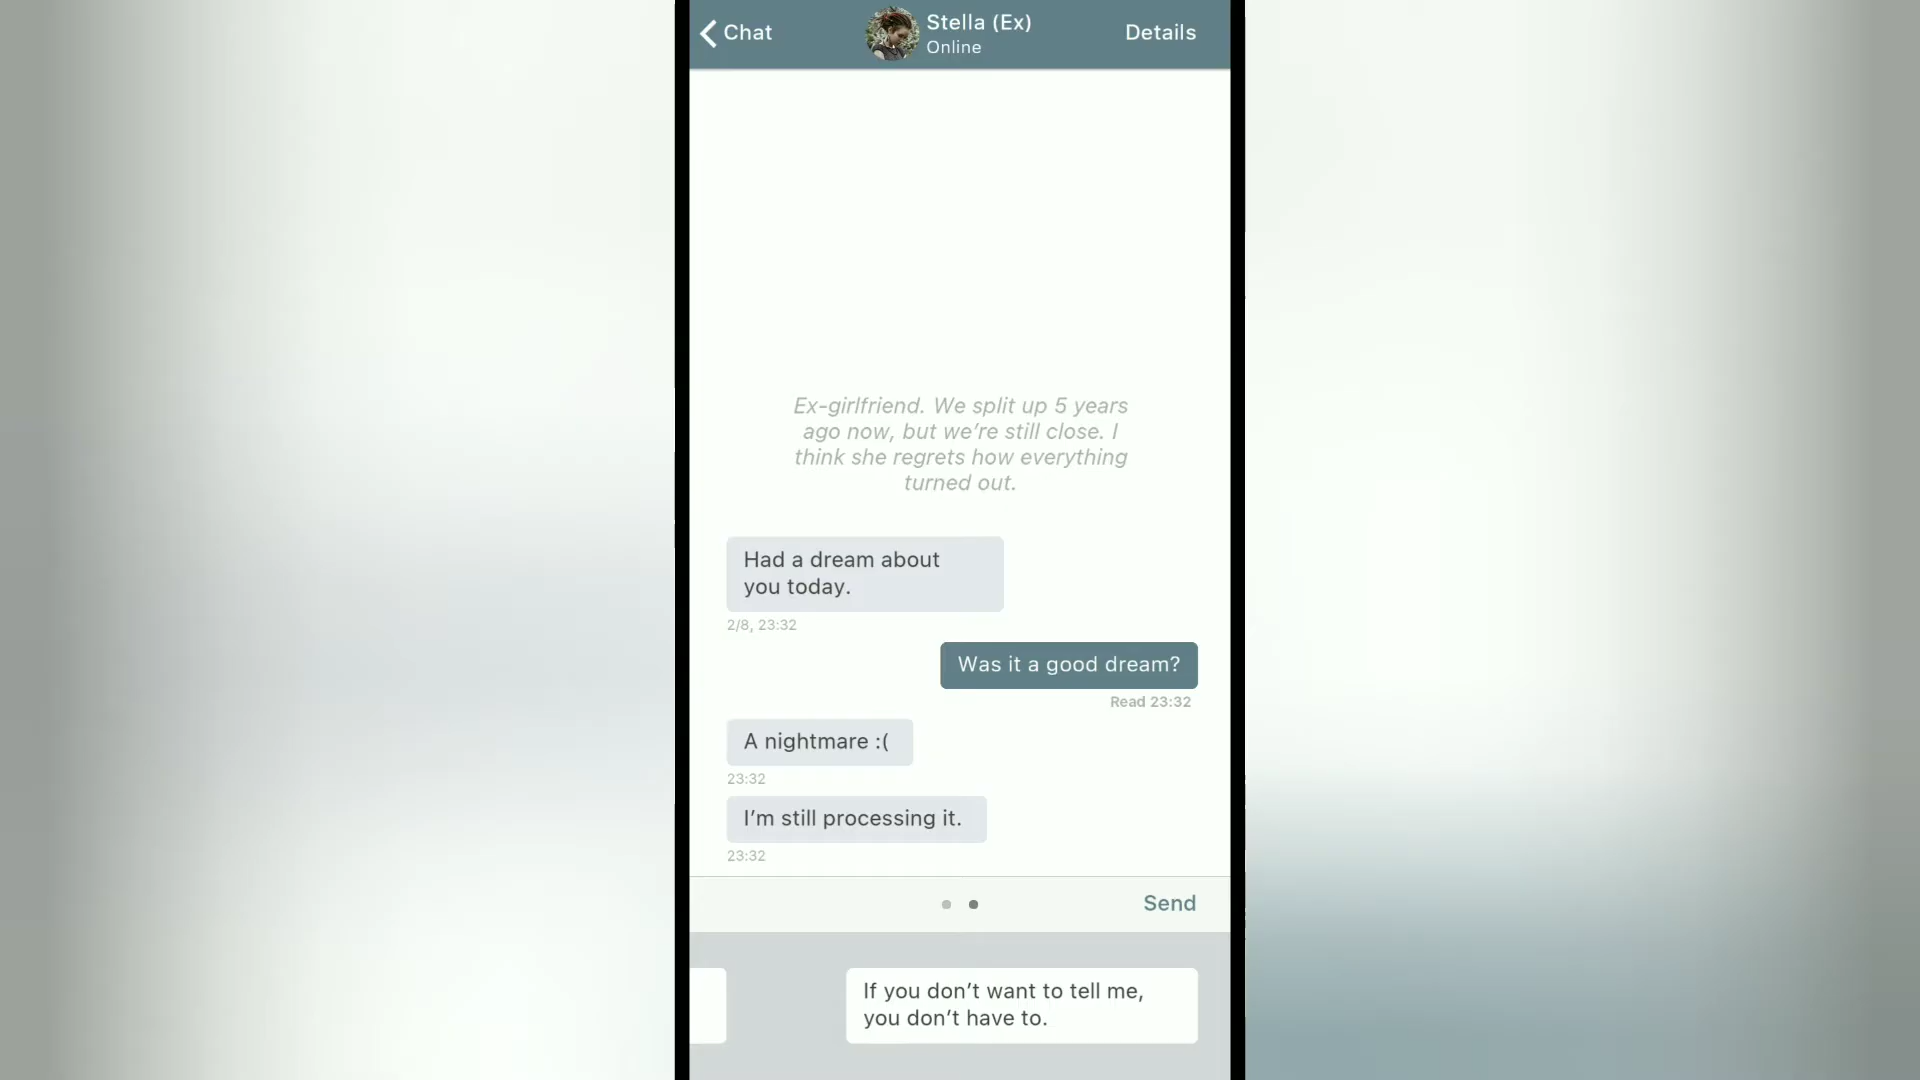 Chat
Stella (Ex)
Online
Details
Ex-girlfriend. We split up 5 years
ago now, but we’re still close. I
think she regrets how everything
turned out.
Had a dream about
you today.
2/8, 23:32
Was it a good dream?
Read 23:32
A nightmare :(
23:32
I’m still processing it.
23:32
Send
If you don’t want to tell me,
you don’t have to.